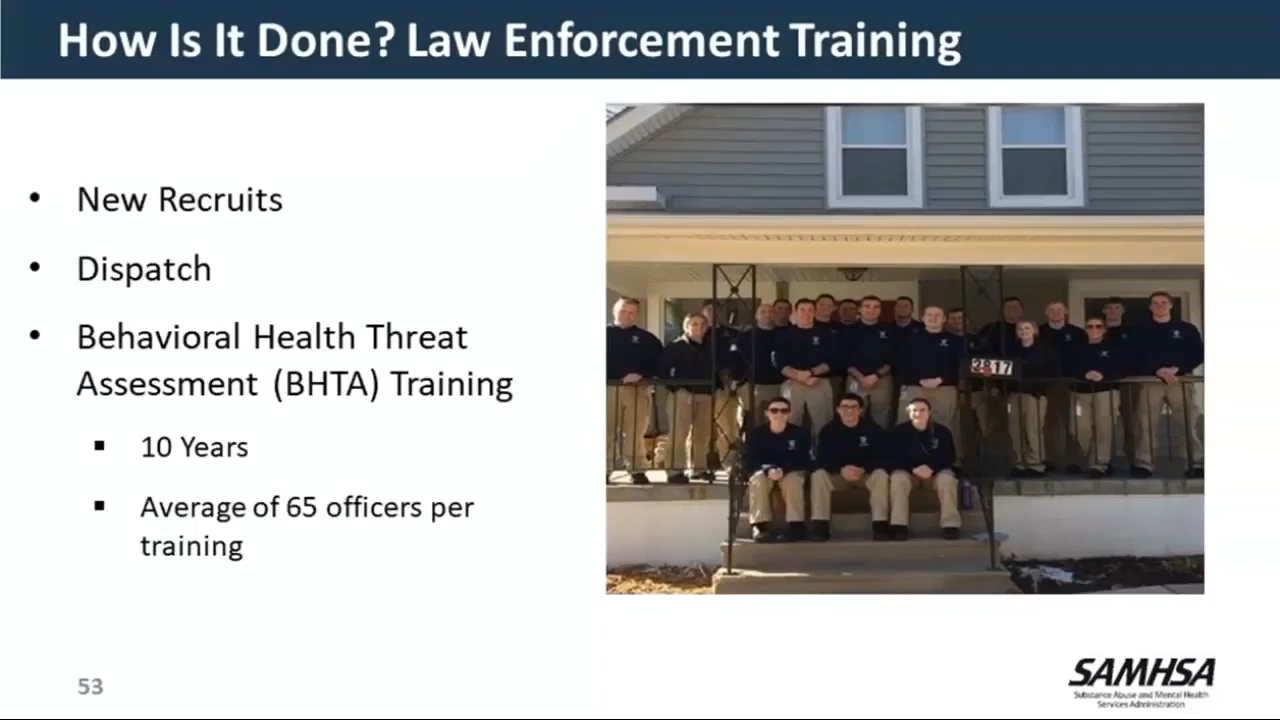 How Is It Done? Law Enforcement Training
• New Recruits
• Dispatch
• Behavioral Health Threat
Assessment (BHTA) Training
▪ 10 Years
▪ Average of 65 officers per
training
2817
53
SAMHSA
Substance Abuse and Mental Health
Services Administration